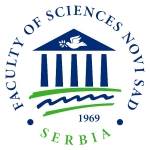 FACULTY OF SCIENCES NOVI SAD
1969
SERBIA